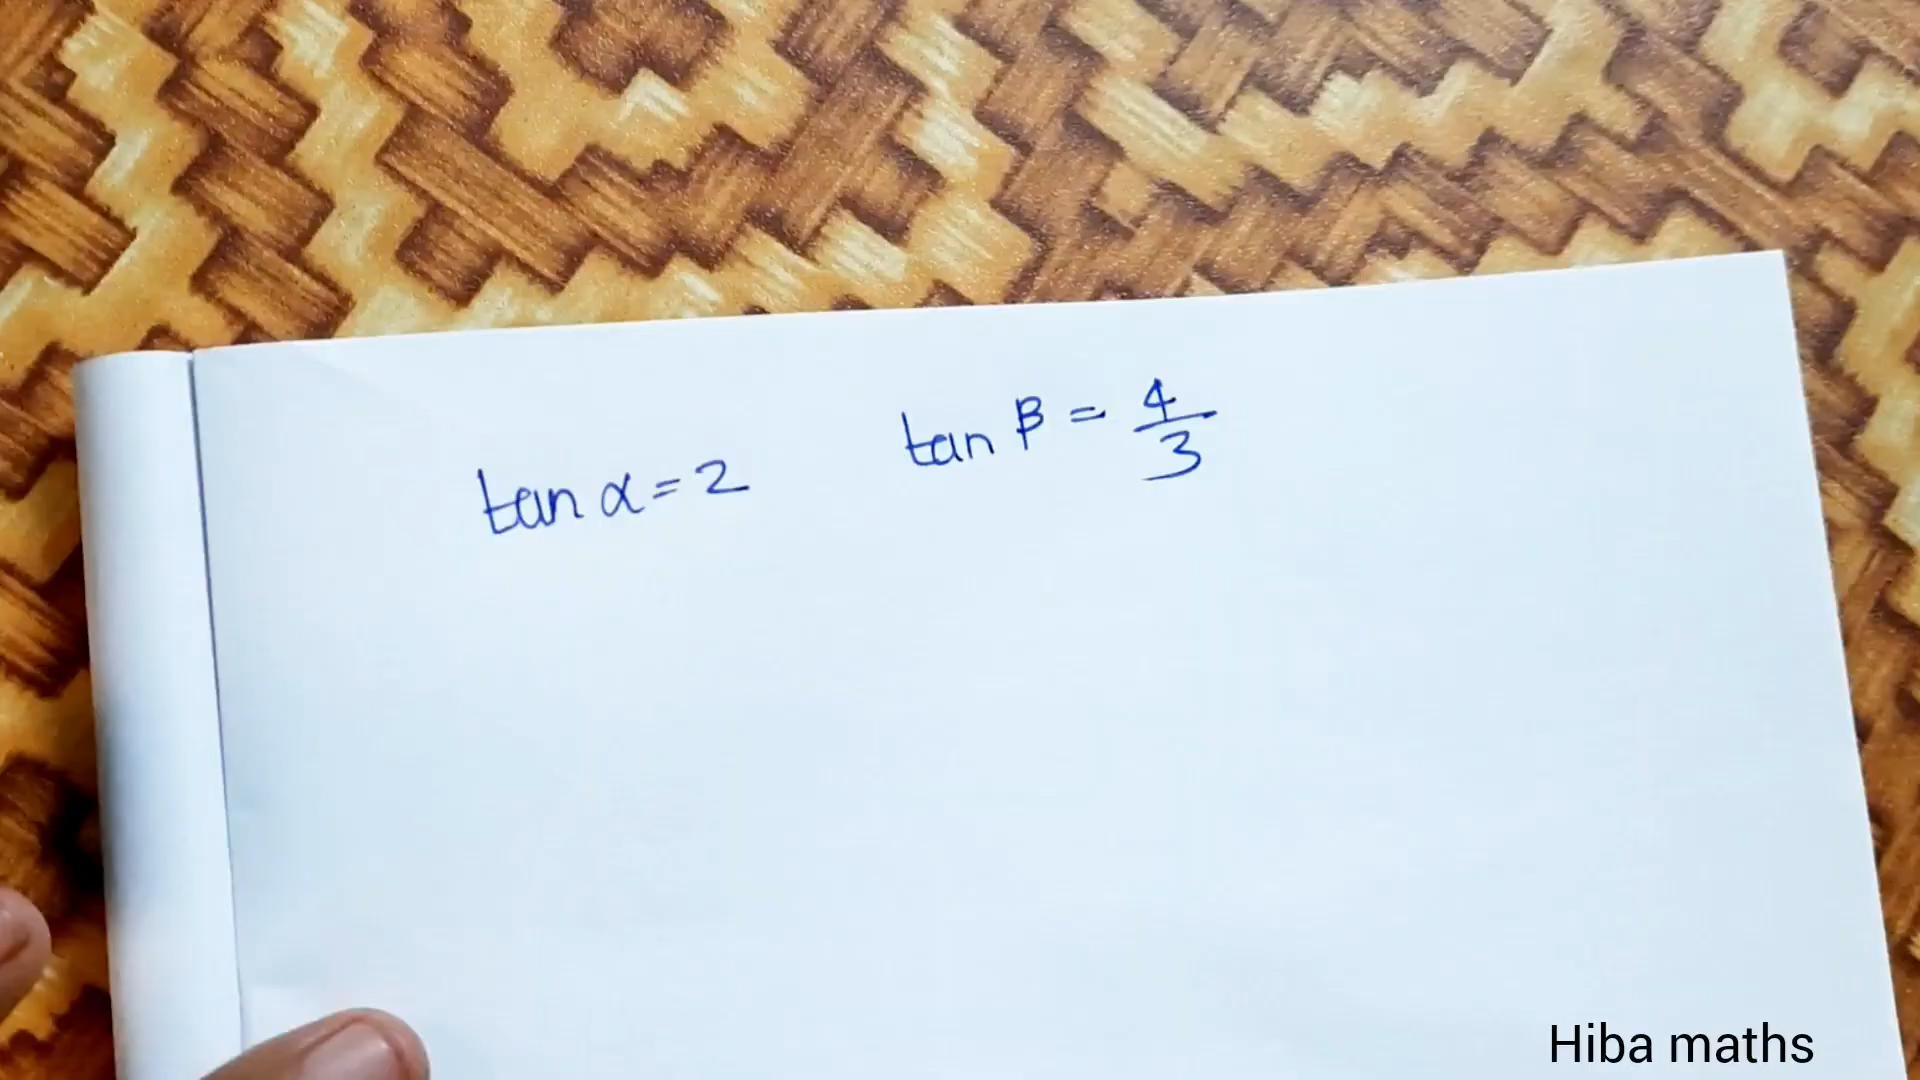 tan α = 2
tan β = 4/3
Hiba maths